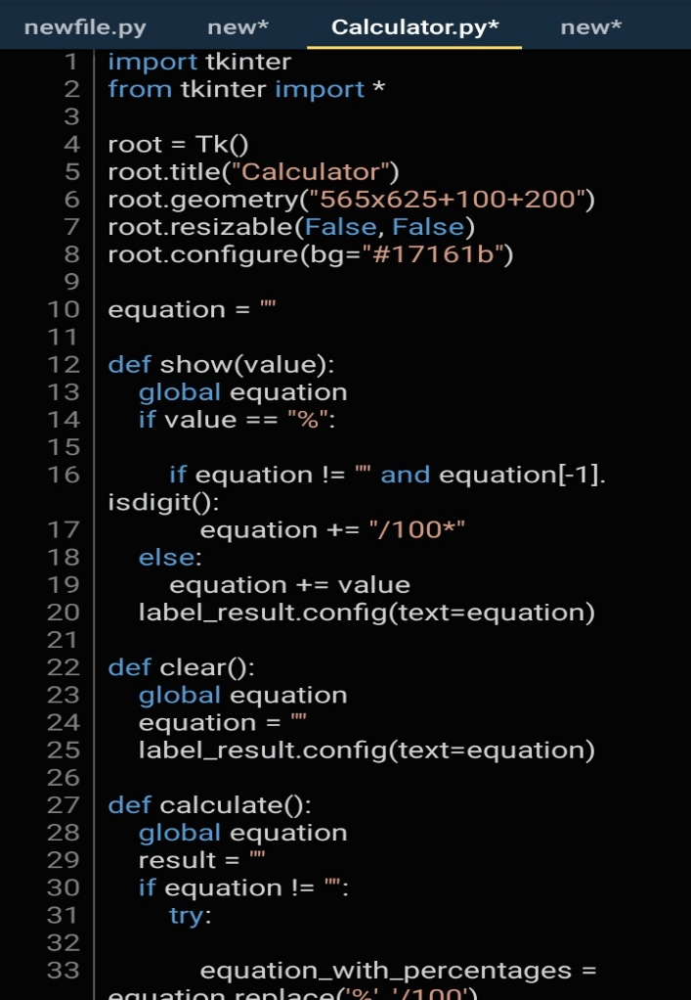 newfile.py new* Calculator.py* new*
1 import tkinter
2 from tkinter import *
3
4 root = Tk()
5 root.title("Calculator")
6 root.geometry("565x625+100+200")
7 root.resizable(False, False)
8 root.configure(bg="#17161b")
9
10 equation = ""
11
12 def show(value):
13     global equation
14     if value == "%":
15
16         if equation != "" and equation[-1].
isdigit():
17             equation += "/100*"
18     else:
19         equation += value
20     label_result.config(text=equation)
21
22 def clear():
23     global equation
24     equation = ""
25     label_result.config(text=equation)
26
27 def calculate():
28     global equation
29     result = ""
30     if equation != "":
31         try:
32
33             equation_with_percentages =
equation.replace('%', '/100')